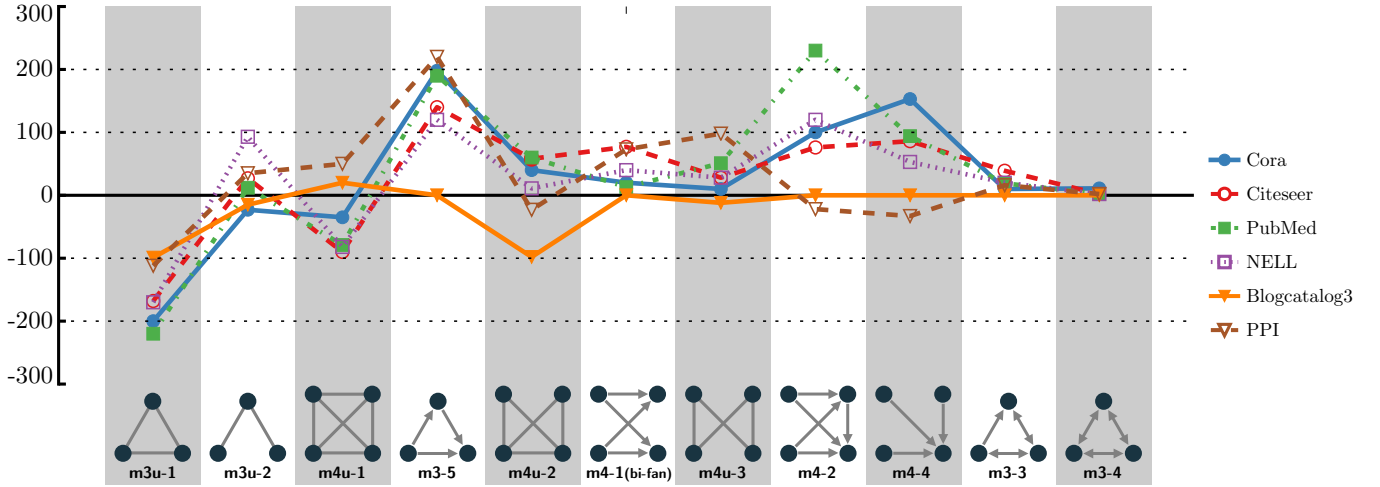 300
200
100
0
-100
-200
-300
Cora
Citeseer
PubMed
NELL
Blogcatalog3
PPI
m3u-1 m3u-2 m4u-1 m3-5 m4u-2 m4-1(bi-fan) m4u-3 m4-2 m4-4 m3-3 m3-4